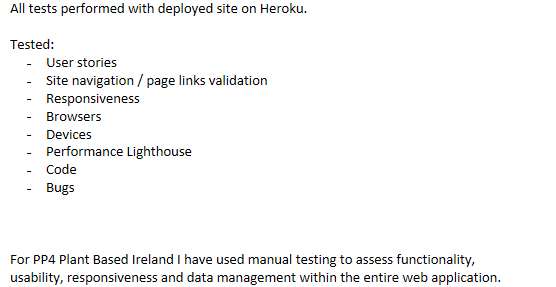 All tests performed with deployed site on Heroku.
Tested:
- User stories
- Site navigation / page links validation
- Responsiveness
- Browsers
- Devices
- Performance Lighthouse
- Code
- Bugs
For PP4 Plant Based Ireland I have used manual testing to assess functionality,
usability, responsiveness and data management within the entire web application.